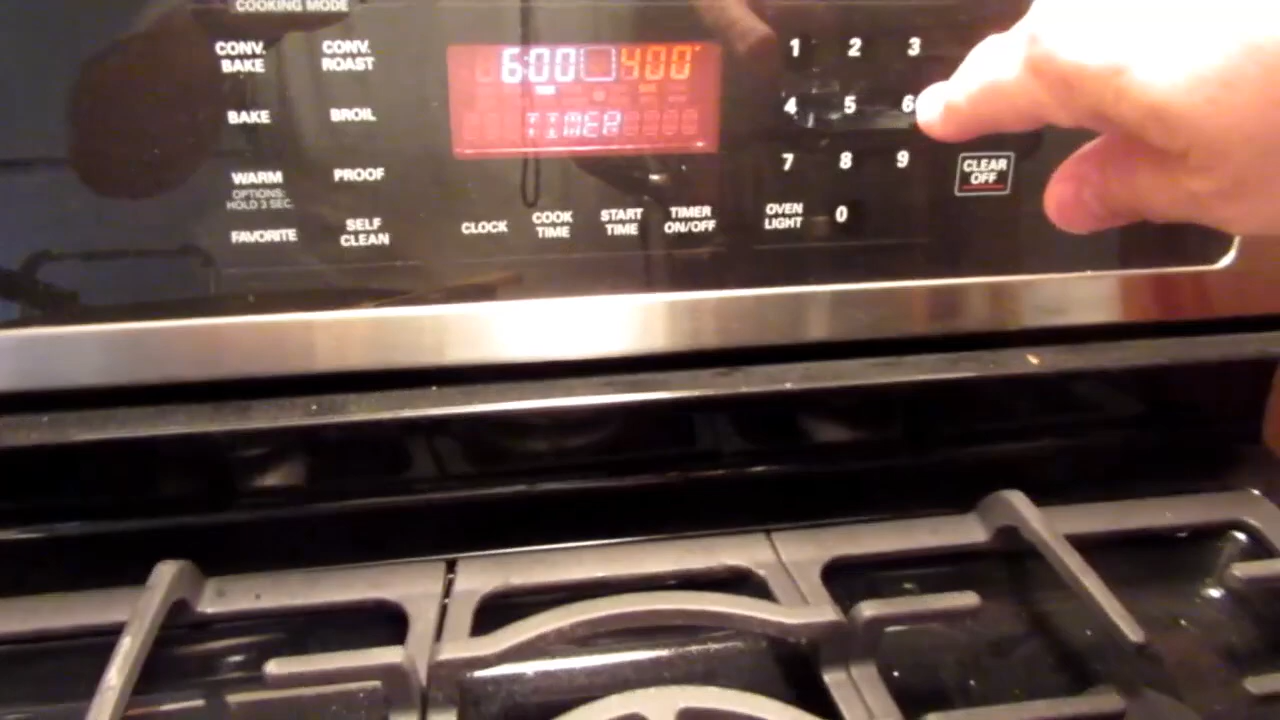 COOKING MODE
CONV.
BAKE
CONV.
ROAST
BAKE
BROIL
WARM
OPTIONS:
HOLD 3 SEC.
PROOF
FAVORITE
SELF
CLEAN
6:00 400°
TIMER
CLOCK
COOK
TIME
START
TIME
TIMER
ON/OFF
1 2 3
4 5 6
7 8 9
OVEN
LIGHT
0
CLEAR
OFF